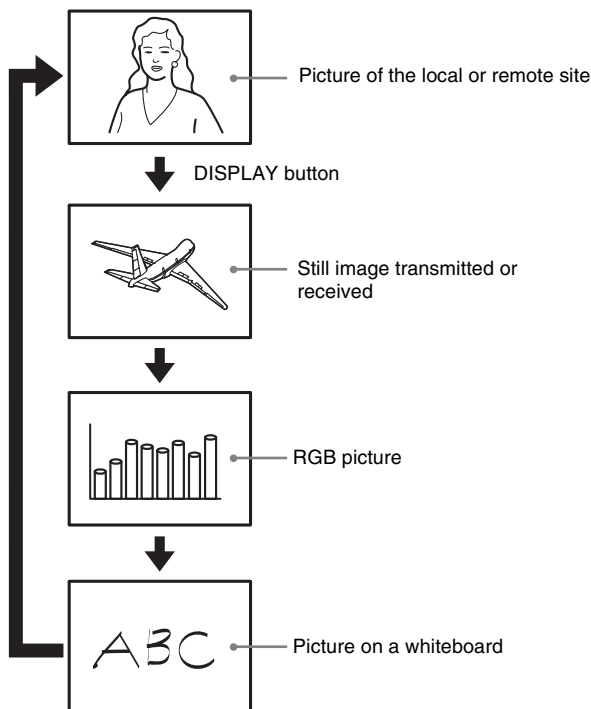 Picture of the local or remote site
DISPLAY button
Still image transmitted or
received
RGB picture
ABC
Picture on a whiteboard